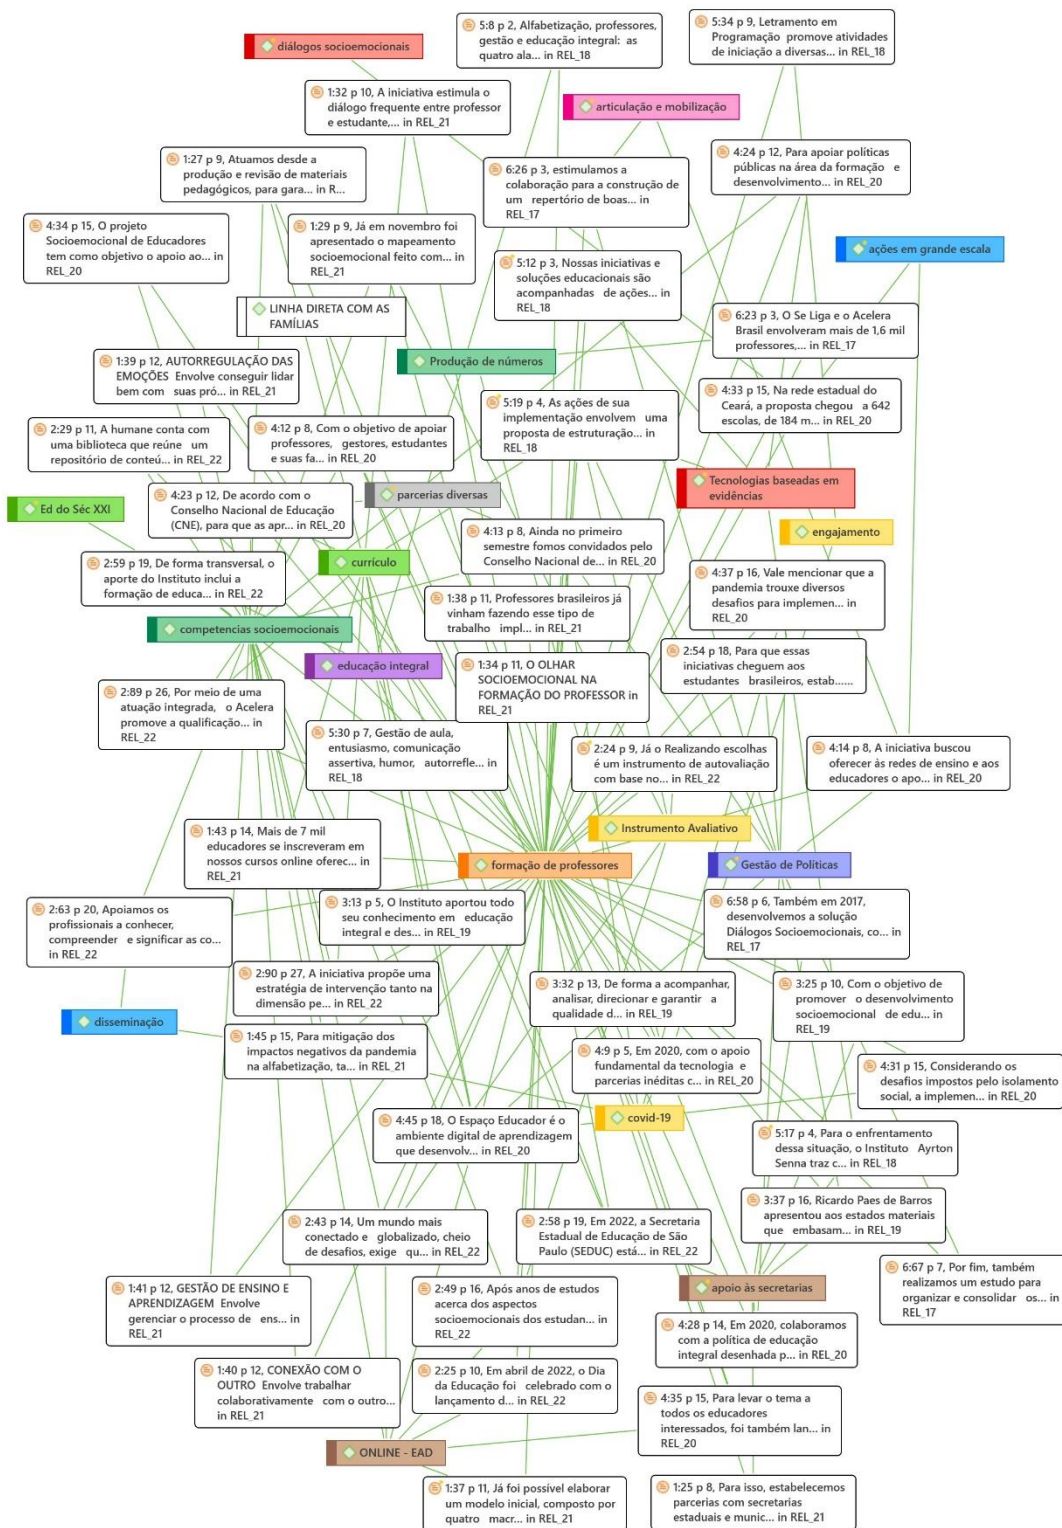 5:8 p 2, Alfabetização, professores,
gestão e educação integral: as
quatro ala... in REL_18
5:34 p 9, Letramento em
Programação promove atividades
de iniciação a diversas... in REL_18
diálogos socioemocionais
1:32 p 10, A iniciativa estimula o
diálogo frequente entre professor
e estudante,... in REL_21
articulação e mobilização
1:27 p 9, Atuamos desde a
produção e revisão de materiais
pedagógicos, para gara... in R...
6:26 p 3, estimulamos a
colaboração para a construção de
um repertório de boas... in
REL_17
4:24 p 12, Para apoiar políticas
públicas na área da formação e
desenvolvimento... in REL_20
4:34 p 15, O projeto
Socioemocional de Educadores
tem como objetivo o apoio ao... in
REL_20
1:29 p 9, Já em novembro foi
apresentado o mapeamento
socioemocional feito com... in
REL_21
5:12 p 3, Nossas iniciativas e
soluções educacionais são
acompanhadas de ações... in
REL_18
ações em grande escala
LINHA DIRETA COM AS
FAMÍLIAS
6:23 p 3, O Se Liga e o Acelera
Brasil envolveram mais de 1,6 mil
professores,... in REL_17
1:39 p 12, AUTORREGULAÇÃO DAS
EMOÇÕES Envolve conseguir lidar
bem com suas pró... in REL_21
Produção de números
4:33 p 15, Na rede estadual do
Ceará, a proposta chegou a 642
escolas, de 184 m... in REL_20
5:19 p 4, As ações de sua
implementação envolvem uma
proposta de estruturação... in
REL_18
2:29 p 11, A humane conta com
uma biblioteca que reúne um
repositório de conteú... in REL_22
4:12 p 8, Com o objetivo de apoiar
professores, gestores, estudantes
e suas fa... in REL_20
Tecnologias baseadas em
evidências
4:23 p 12, De acordo com o
Conselho Nacional de Educação
(CNE), para que as apr... in REL_20
parcerias diversas
Ed do Séc XXI
engajamento
4:13 p 8, Ainda no primeiro
semestre fomos convidados pelo
Conselho Nacional de... in REL_20
2:59 p 19, De forma transversal, o
aporte do Instituto inclui a
formação de educa... in REL_22
currículo
4:37 p 16, Vale mencionar que a
pandemia trouxe diversos
desafios para implemen... in
REL_20
1:38 p 11, Professores brasileiros já
vinham fazendo esse tipo de
trabalho impl... in REL_21
competencias socioemocionais
2:54 p 18, Para que essas
iniciativas cheguem aos
estudantes brasileiros, estab......
educação integral
1:34 p 11, O OLHAR
SOCIOEMOCIONAL NA
FORMAÇÃO DO PROFESSOR in
REL_21
2:89 p 26, Por meio de uma
atuação integrada, o Acelera
promove a qualificação... in
REL_22
5:30 p 7, Gestão de aula,
entusiasmo, comunicação
assertiva, humor, autorrefle... in
REL_18
2:24 p 9, Já o Realizando escolhas
é um instrumento de autovaliação
com base no... in REL_22
4:14 p 8, A iniciativa buscou
oferecer às redes de ensino e aos
educadores o apo... in REL_20
1:43 p 14, Mais de 7 mil
educadores se inscreveram em
nossos cursos online oferec... in
REL_21
Instrumento Avaliativo
formação de professores
Gestão de Políticas
3:13 p 5, O Instituto aportou todo
seu conhecimento em educação
integral e des... in REL_19
6:58 p 6, Também em 2017,
desenvolvemos a solução
Diálogos Socioemocionais, co... in
REL_17
2:63 p 20, Apoiamos os
profissionais a conhecer,
compreender e significar as co...
in REL_22
2:90 p 27, A iniciativa propõe uma
estratégia de intervenção tanto na
dimensão pe... in REL_22
3:32 p 13, De forma a acompanhar,
analisar, direcionar e garantir a
qualidade d... in REL_19
3:25 p 10, Com o objetivo de
promover o desenvolvimento
socioemocional de edu... in
REL_19
disseminação
1:45 p 15, Para mitigação dos
impactos negativos da pandemia
na alfabetização, ta... in REL_21
4:9 p 5, Em 2020, com o apoio
fundamental da tecnologia e
parcerias inéditas c... in REL_20
4:31 p 15, Considerando os
desafios impostos pelo isolamento
social, a implemen... in REL_20
4:45 p 18, O Espaço Educador é o
ambiente digital de aprendizagem
que desenvolv... in REL_20
covid-19
5:17 p 4, Para o enfrentamento
dessa situação, o Instituto Ayrton
Senna traz c... in REL_18
3:37 p 16, Ricardo Paes de Barros
apresentou aos estados materiais
que embasam... in REL_19
2:43 p 14, Um mundo mais
conectado e globalizado, cheio
de desafios, exige qu... in REL_22
2:58 p 19, Em 2022, a Secretaria
Estadual de Educação de São
Paulo (SEDUC) está... in REL_22
6:67 p 7, Por fim, também
realizamos um estudo para
organizar e consolidar os... in
REL_17
1:41 p 12, GESTÃO DE ENSINO E
APRENDIZAGEM Envolve
gerenciar o processo de ens... in
REL_21
2:49 p 16, Após anos de estudos
acerca dos aspectos
socioemocionais dos estudan... in
REL_22
apoio às secretarias
4:28 p 14, Em 2020, colaboramos
com a política de educação
integral desenhada p... in REL_20
1:40 p 12, CONEXÃO COM O
OUTRO Envolve trabalhar
colaborativamente com o outro...
in REL_21
2:25 p 10, Em abril de 2022, o Dia
da Educação foi celebrado com o
lançamento d... in REL_22
4:35 p 15, Para levar o tema a
todos os educadores
interessados, foi também lan... in
REL_20
ONLINE - EAD
1:37 p 11, Já foi possível elaborar
um modelo inicial, composto por
quatro macr... in REL_21
1:25 p 8, Para isso, estabelecemos
parcerias com secretarias
estaduais e munic... in REL_21